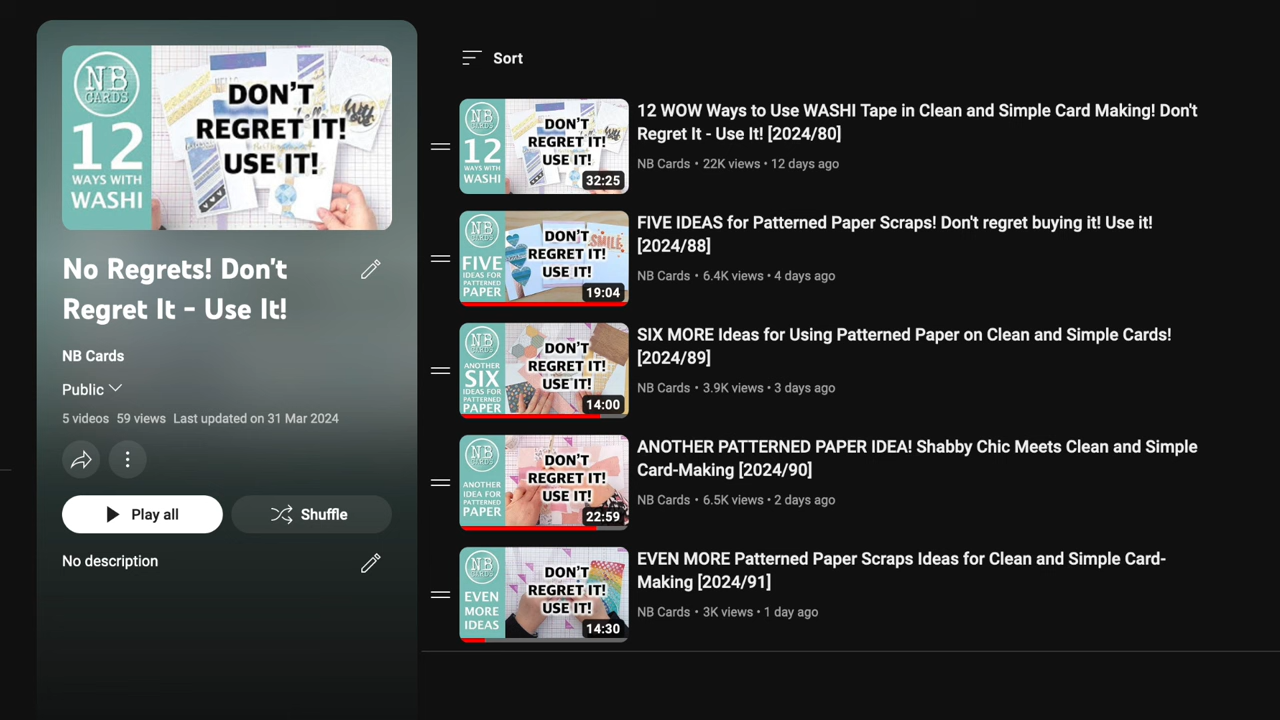 NB
CARDS
12
WAYS WITH
WASHI
DON'T
REGRET IT!
USE IT!
No Regrets! Don't
Regret It - Use It!
NB Cards
Public
5 videos 59 views Last updated on 31 Mar 2024
Play all
Shuffle
No description
Sort
NB
CARDS
12
WAYS WITH
WASHI
DON'T
REGRET IT!
USE IT!
32:25
12 WOW Ways to Use WASHI Tape in Clean and Simple Card Making! Don't
Regret It - Use It! [2024/80]
NB Cards • 22K views • 12 days ago
NB
CARDS
FIVE
IDEAS FOR
PATTERNED
PAPER
DON'T
REGRET IT!
USE IT!
SMILE
19:04
FIVE IDEAS for Patterned Paper Scraps! Don't regret buying it! Use it!
[2024/88]
NB Cards • 6.4K views • 4 days ago
NB
CARDS
ANOTHER
SIX
IDEAS FOR
PATTERNED
PAPER
DON'T
REGRET IT!
USE IT!
14:00
SIX MORE Ideas for Using Patterned Paper on Clean and Simple Cards!
[2024/89]
NB Cards • 3.9K views • 3 days ago
NB
CARDS
ANOTHER
IDEA FOR
PATTERNED
PAPER
DON'T
REGRET IT!
USE IT!
22:59
ANOTHER PATTERNED PAPER IDEA! Shabby Chic Meets Clean and Simple
Card-Making [2024/90]
NB Cards • 6.5K views • 2 days ago
NB
CARDS
EVEN
MORE
IDEAS
DON'T
REGRET IT!
USE IT!
14:30
EVEN MORE Patterned Paper Scraps Ideas for Clean and Simple Card-
Making [2024/91]
NB Cards • 3K views • 1 day ago